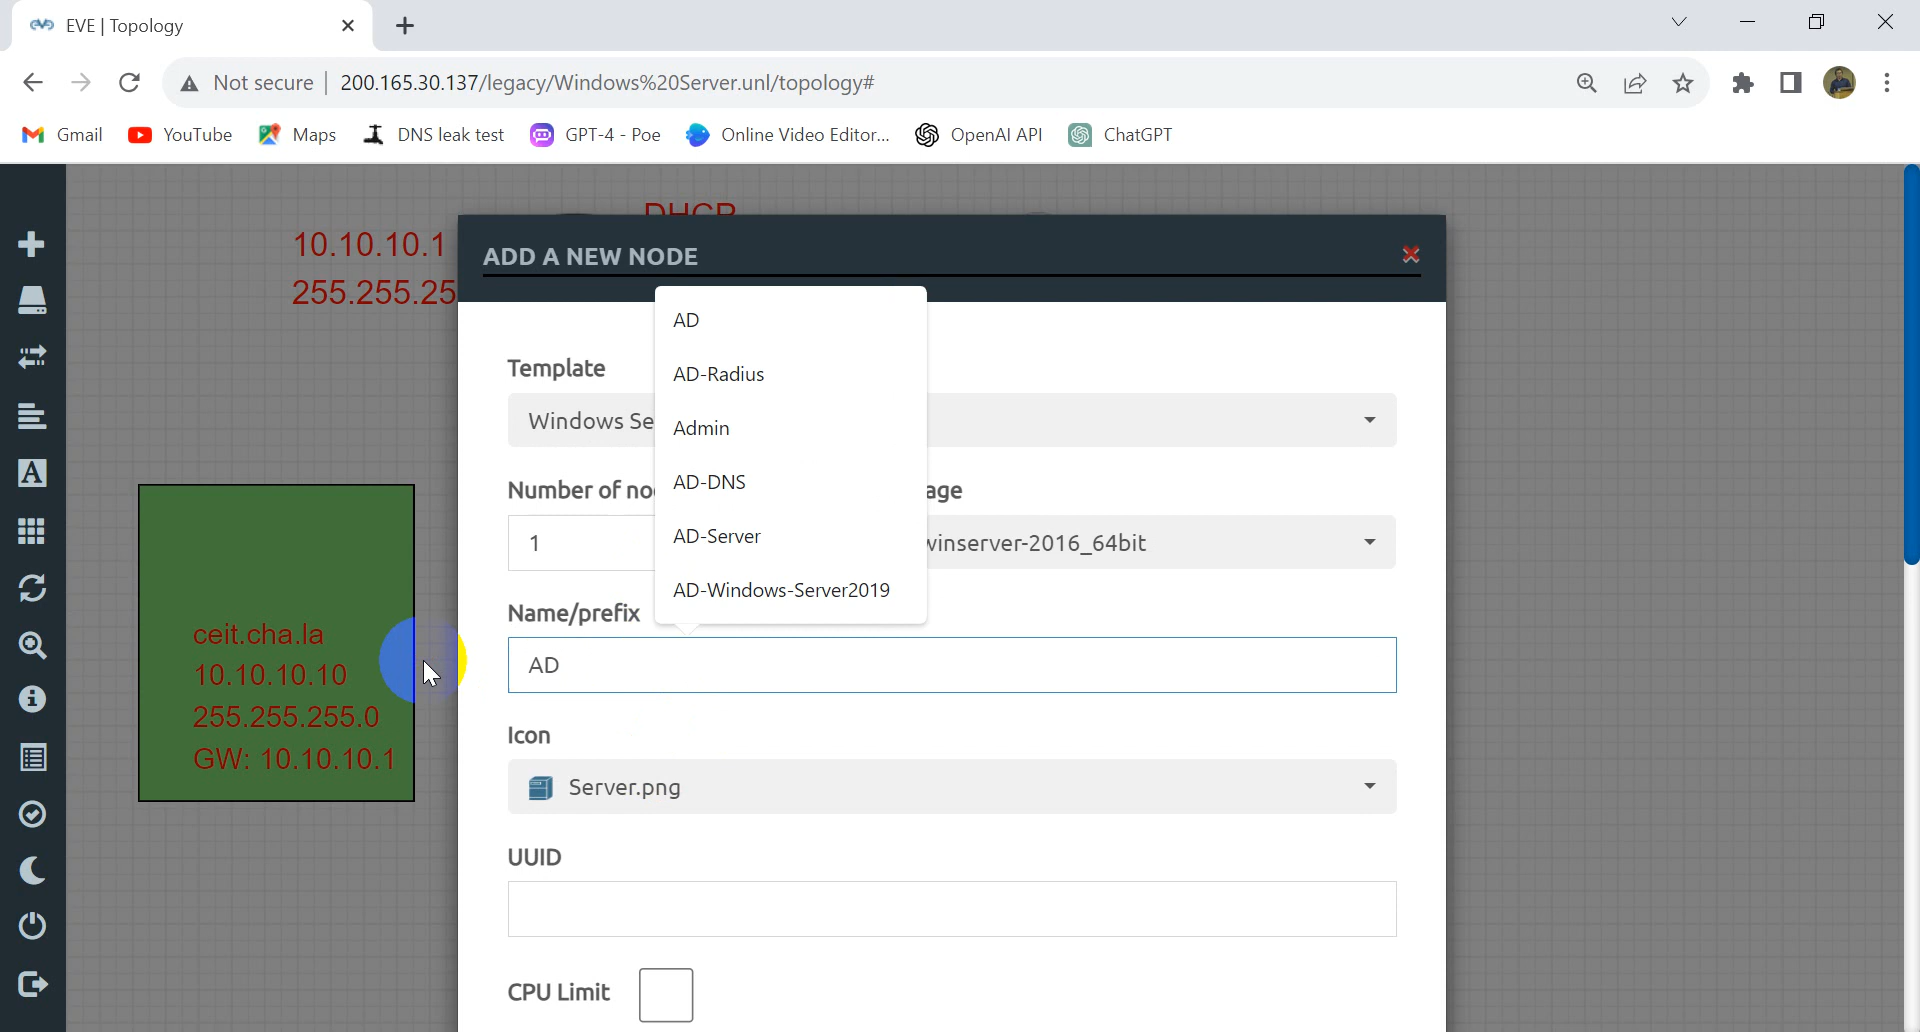 EVE | Topology
Not secure | 200.165.30.137/legacy/Windows%20Server.unl/topology#
Gmail
YouTube
Maps
DNS leak test
GPT-4 - Poe
Online Video Editor...
OpenAI API
ChatGPT
DHCP
10.10.10.1
255.255.25
ADD A NEW NODE
AD
AD-Radius
Admin
AD-DNS
AD-Server
AD-Windows-Server2019
Template
Windows Se
Number of no
age
1
winserver-2016_64bit
Name/prefix
AD
Icon
Server.png
UUID
CPU Limit
ceit.cha.la
10.10.10.10
255.255.255.0
GW: 10.10.10.1